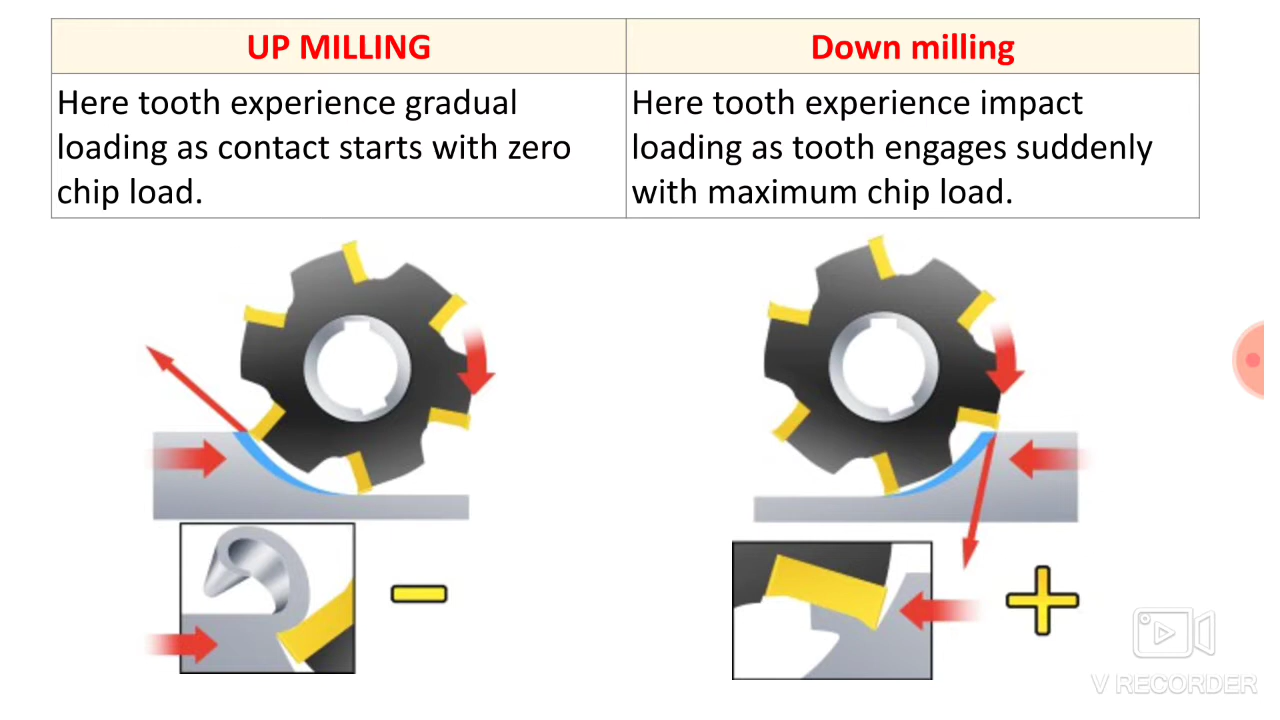 UP MILLING
Down milling
Here tooth experience gradual
loading as contact starts with zero
chip load.
Here tooth experience impact
loading as tooth engages suddenly
with maximum chip load.
V RECORDER